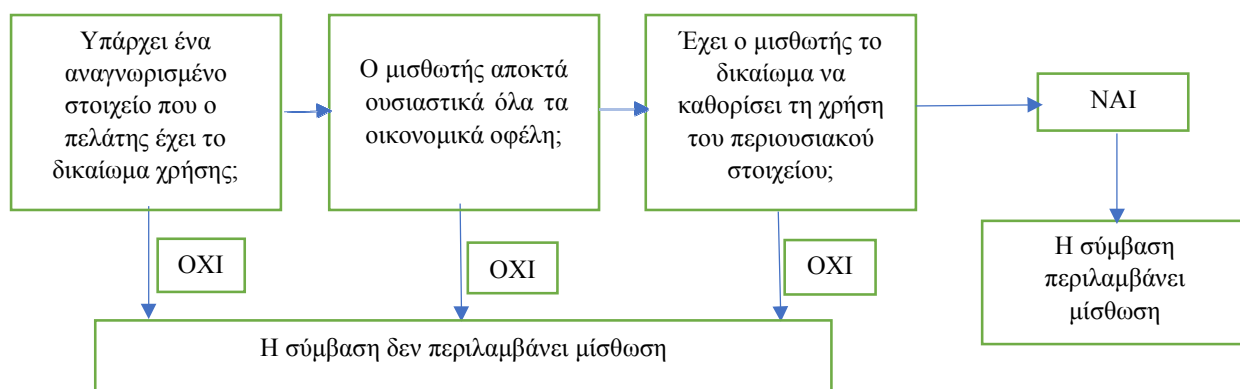 Υπάρχει ένα
αναγνωρισμένο
στοιχείο που ο
πελάτης έχει το
δικαίωμα χρήσης;
Ο μισθωτής αποκτά
ουσιαστικά όλα τα
οικονομικά οφέλη;
Έχει ο μισθωτής το
δικαίωμα να
καθορίσει τη χρήση
του περιουσιακού
στοιχείου;
ΝΑΙ
ΟΧΙ
ΟΧΙ
ΟΧΙ
Η σύμβαση
περιλαμβάνει
μίσθωση
Η σύμβαση δεν περιλαμβάνει μίσθωση